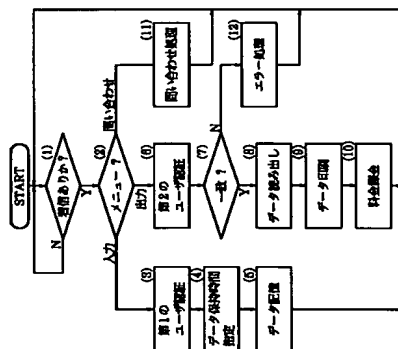 START
(1)
着信ありか?
N
Y
(2)
メニュー?
入力
出力
問い合わせ
(3)
第1の
ユーザ認証
(4)
データ保持時間
指定
(5)
データ記憶
(6)
第2の
ユーザ認証
(7)
一致?
N
Y
(8)
データ読み出し
(9)
データ印刷
(10)
料金課金
(11)
問い合わせ処理
(12)
エラー処理